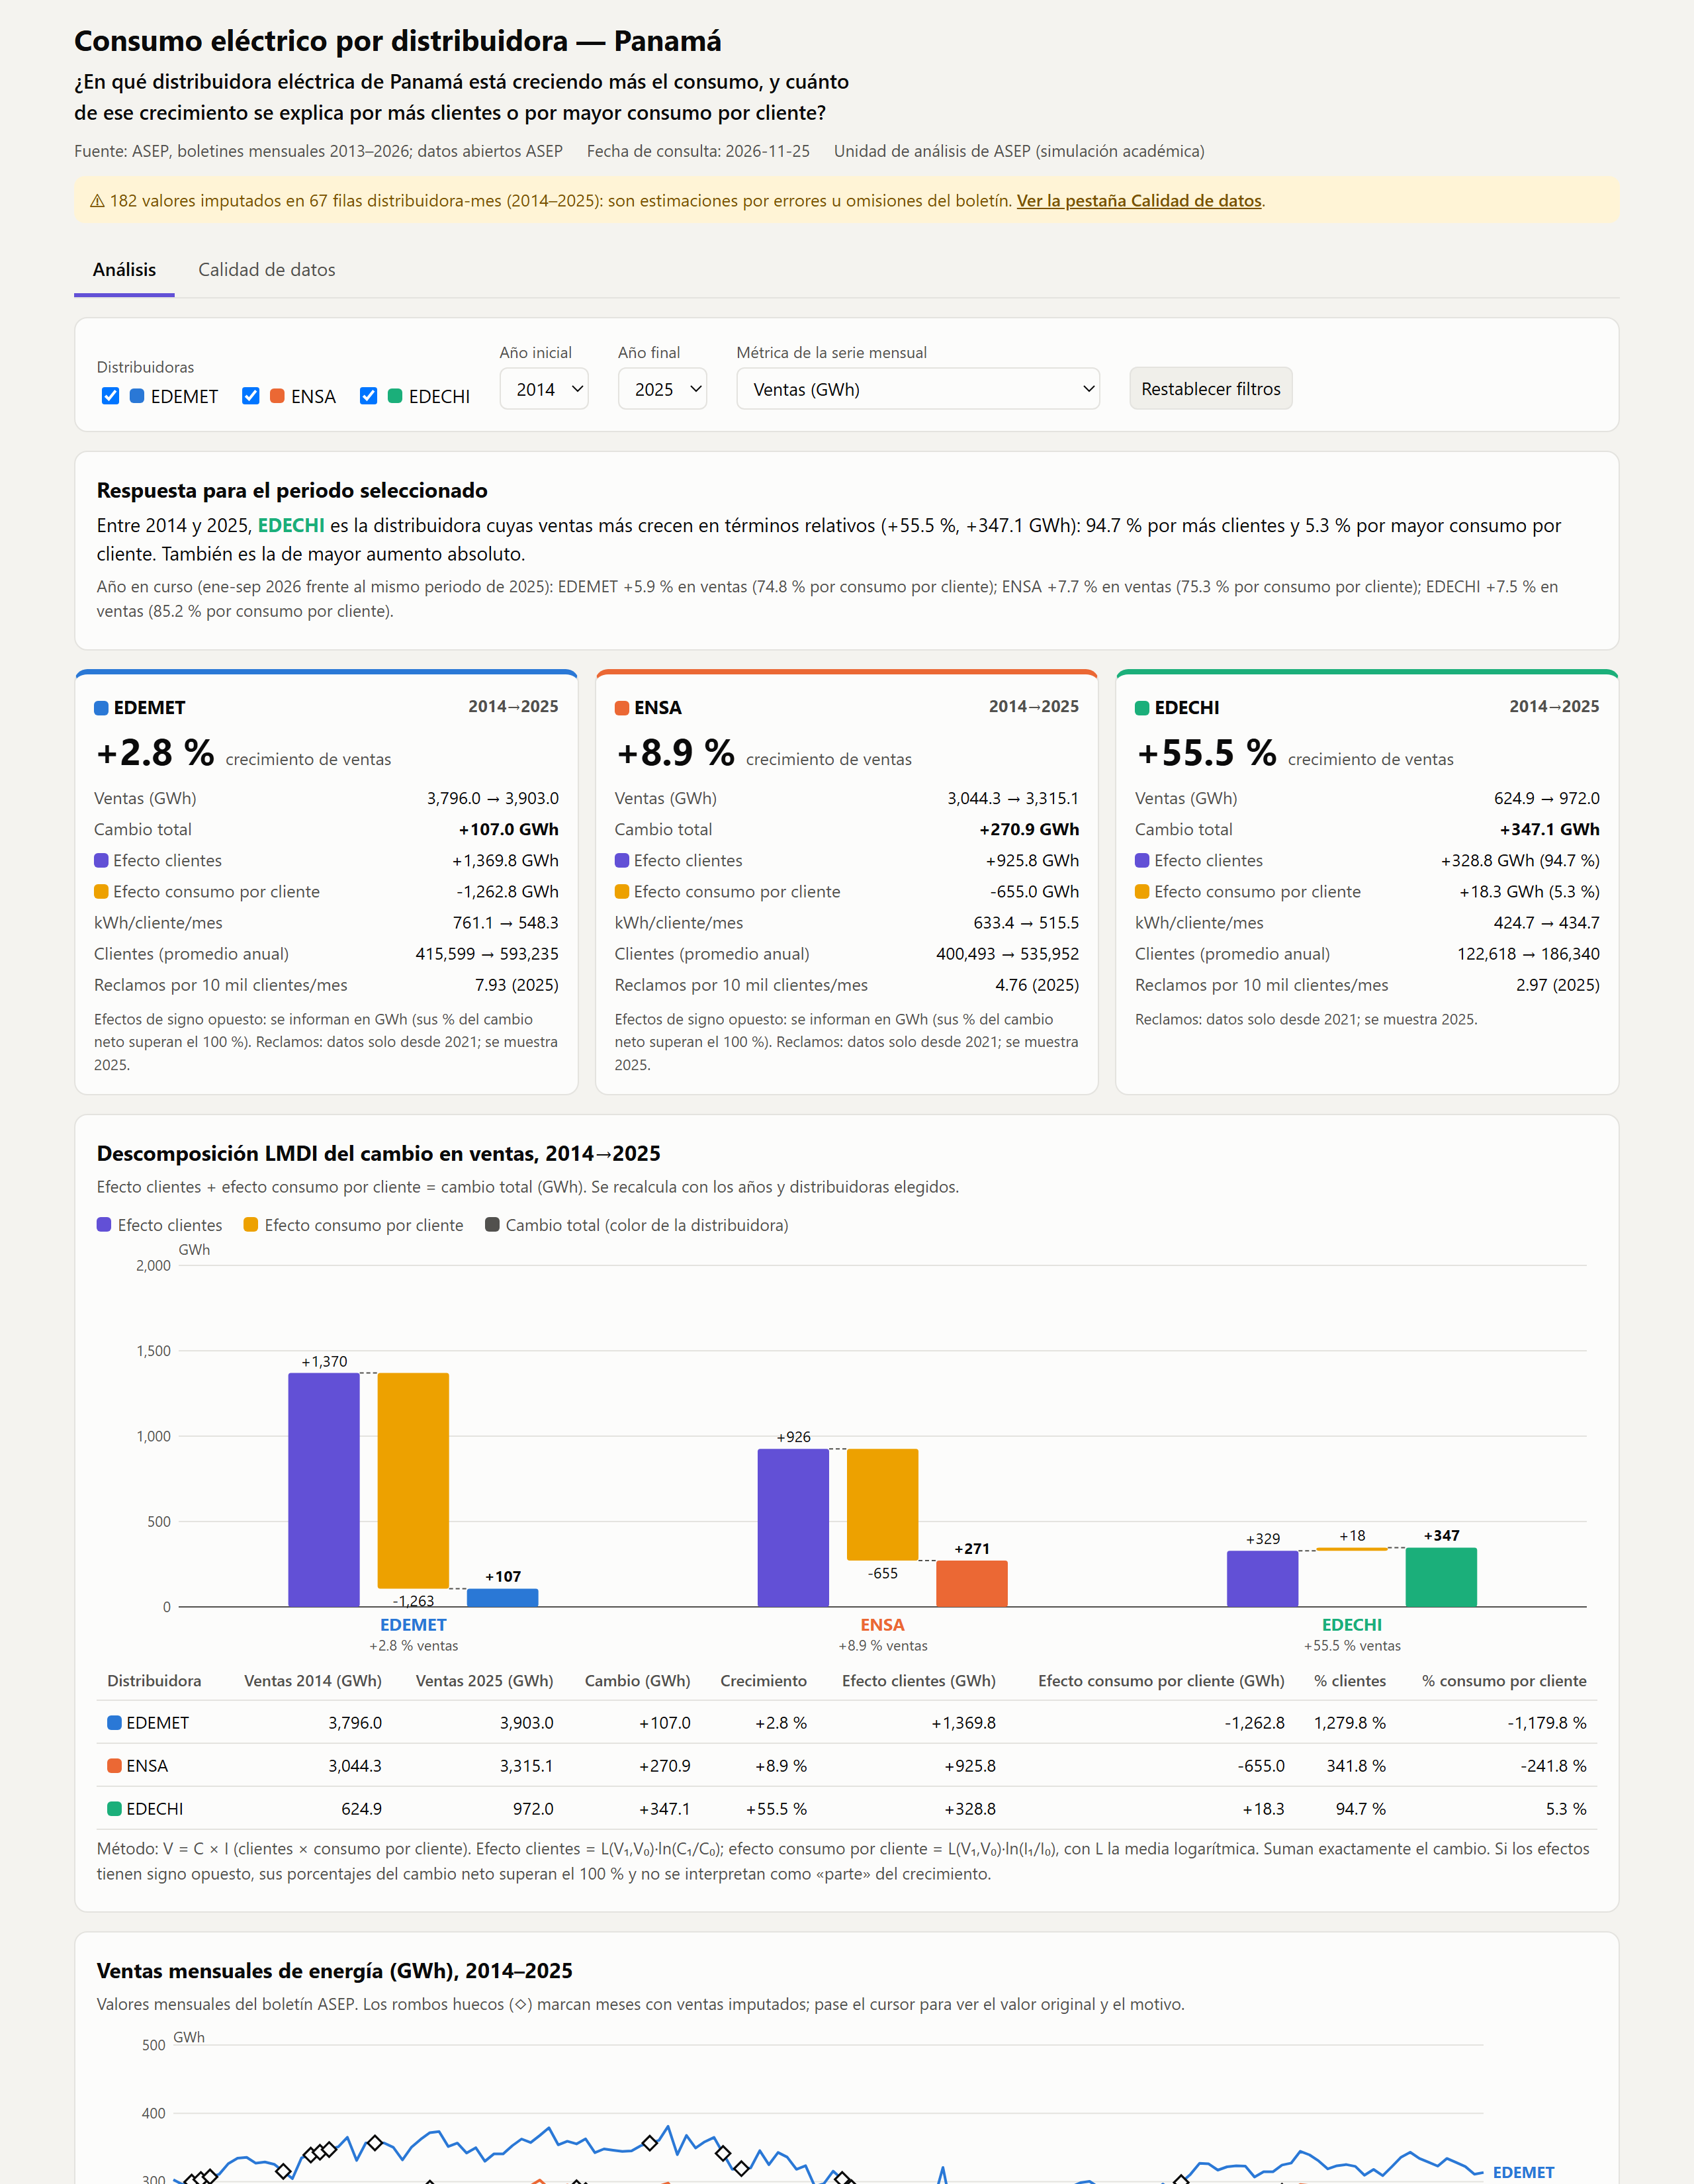 Consumo eléctrico por distribuidora — Panamá
¿En qué distribuidora eléctrica de Panamá está creciendo más el consumo, y cuánto
de ese crecimiento se explica por más clientes o por mayor consumo por cliente?
Fuente: ASEP, boletines mensuales 2013–2026; datos abiertos ASEP Fecha de consulta: 2026-11-25 Unidad de análisis de ASEP (simulación académica)
⚠ 182 valores imputados en 67 filas distribuidora-mes (2014–2025): son estimaciones por errores u omisiones del boletín. Ver la pestaña Calidad de datos.
Análisis Calidad de datos
Distribuidoras
EDEMET ENSA EDECHI
Año inicial
2014
Año final
2025
Métrica de la serie mensual
Ventas (GWh)
Restablecer filtros
Respuesta para el periodo seleccionado
Entre 2014 y 2025, EDECHI es la distribuidora cuyas ventas más crecen en términos relativos (+55.5 %, +347.1 GWh): 94.7 % por más clientes y 5.3 % por mayor consumo por
cliente. También es la de mayor aumento absoluto.
Año en curso (ene-sep 2026 frente al mismo periodo de 2025): EDEMET +5.9 % en ventas (74.8 % por consumo por cliente); ENSA +7.7 % en ventas (75.3 % por consumo por cliente); EDECHI +7.5 % en
ventas (85.2 % por consumo por cliente).
EDEMET 2014→2025
+2.8 % crecimiento de ventas
Ventas (GWh) 3,796.0 → 3,903.0
Cambio total +107.0 GWh
Efecto clientes +1,369.8 GWh
Efecto consumo por cliente -1,262.8 GWh
kWh/cliente/mes 761.1 → 548.3
Clientes (promedio anual) 415,599 → 593,235
Reclamos por 10 mil clientes/mes 7.93 (2025)
Efectos de signo opuesto: se informan en GWh (sus % del cambio
neto superan el 100 %). Reclamos: datos solo desde 2021; se muestra
2025.
ENSA 2014→2025
+8.9 % crecimiento de ventas
Ventas (GWh) 3,044.3 → 3,315.1
Cambio total +270.9 GWh
Efecto clientes +925.8 GWh
Efecto consumo por cliente -655.0 GWh
kWh/cliente/mes 633.4 → 515.5
Clientes (promedio anual) 400,493 → 535,952
Reclamos por 10 mil clientes/mes 4.76 (2025)
Efectos de signo opuesto: se informan en GWh (sus % del cambio
neto superan el 100 %). Reclamos: datos solo desde 2021; se muestra
2025.
EDECHI 2014→2025
+55.5 % crecimiento de ventas
Ventas (GWh) 624.9 → 972.0
Cambio total +347.1 GWh
Efecto clientes +328.8 GWh (94.7 %)
Efecto consumo por cliente +18.3 GWh (5.3 %)
kWh/cliente/mes 424.7 → 434.7
Clientes (promedio anual) 122,618 → 186,340
Reclamos por 10 mil clientes/mes 2.97 (2025)
Reclamos: datos solo desde 2021; se muestra 2025.
Descomposición LMDI del cambio en ventas, 2014→2025
Efecto clientes + efecto consumo por cliente = cambio total (GWh). Se recalcula con los años y distribuidoras elegidos.
Efecto clientes Efecto consumo por cliente Cambio total (color de la distribuidora)
GWh
2,000
1,500
1,000
500
0
+1,370
-1,263
+107
+926
-655
+271
+329
+18
+347
EDEMET
+2.8 % ventas
ENSA
+8.9 % ventas
EDECHI
+55.5 % ventas
Distribuidora Ventas 2014 (GWh) Ventas 2025 (GWh) Cambio (GWh) Crecimiento Efecto clientes (GWh) Efecto consumo por cliente (GWh) % clientes % consumo por cliente
EDEMET 3,796.0 3,903.0 +107.0 +2.8 % +1,369.8 -1,262.8 1,279.8 % -1,179.8 %
ENSA 3,044.3 3,315.1 +270.9 +8.9 % +925.8 -655.0 341.8 % -241.8 %
EDECHI 624.9 972.0 +347.1 +55.5 % +328.8 +18.3 94.7 % 5.3 %
Método: V = C × I (clientes × consumo por cliente). Efecto clientes = L(V₁,V₀)·ln(C₁/C₀); efecto consumo por cliente = L(V₁,V₀)·ln(I₁/I₀), con L la media logarítmica. Suman exactamente el cambio. Si los efectos
tienen signo opuesto, sus porcentajes del cambio neto superan el 100 % y no se interpretan como «parte» del crecimiento.
Ventas mensuales de energía (GWh), 2014–2025
Valores mensuales del boletín ASEP. Los rombos huecos (◇) marcan meses con ventas imputados; pase el cursor para ver el valor original y el motivo.
GWh
500
400
300
EDEMET